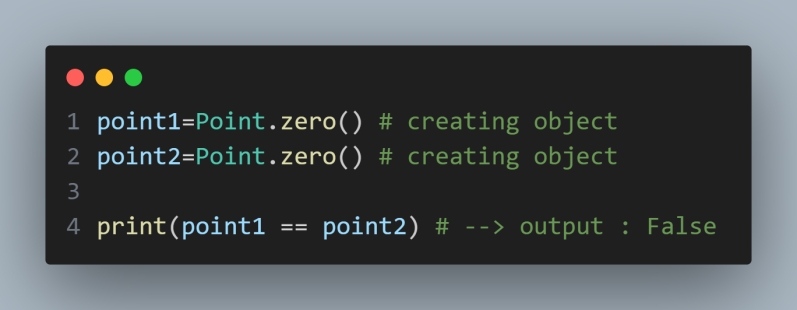 1 point1=Point.zero() # creating object
2 point2=Point.zero() # creating object
3
4 print(point1 == point2) # --> output : False